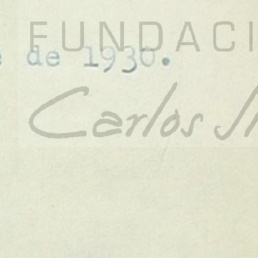 FUNDACI
de 1930.
Carlos